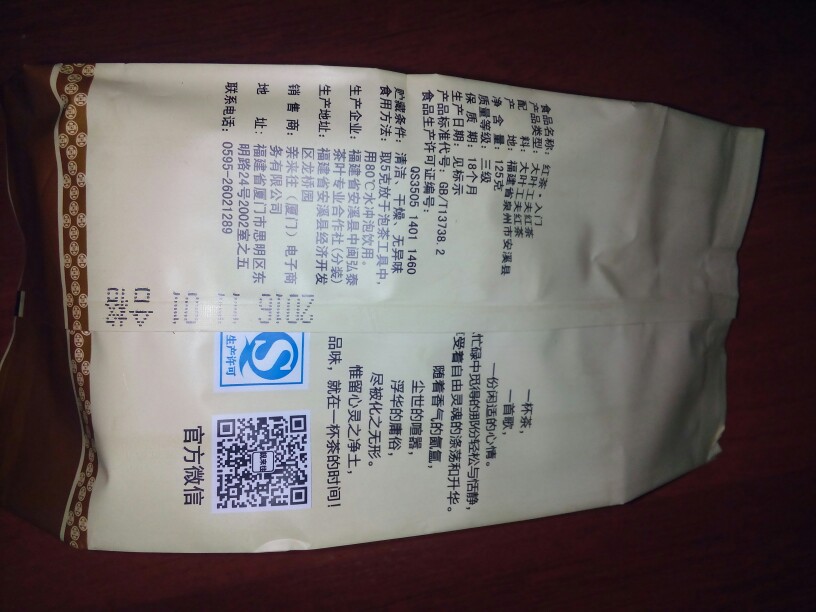 食品名称：红茶·入门
产品类型：大叶工夫红茶
配 料：大叶工夫红茶
产 地：福建省泉州市安溪县
净 含 量：125克
质量等级：三级
保 质 期：18个月
生产日期：见标示
产品标准代号：GB/T13738.2
食品生产许可证编号：
QS3505 1401 1460
贮藏条件：清洁、干燥、无异味
食用方法：取5克放于泡茶工具中，
用80℃水冲泡饮用。
生产企业：福建省安溪县中闽弘泰
茶叶专业合作社(分装)
生产地址：福建省安溪县经济开发
区龙桥园
销 售 商：亲来往（厦门）电子商
务有限公司
地 址：福建省厦门市思明区东
明路24号2002室之五
联系电话：0595-26021289
一杯茶，
一首歌，
一份闲适的心情。
忙碌中觅得的那份轻松与恬静，
受着自由灵魂的涤荡和升华。
随着香气的氤氲，
尘世的喧嚣，
浮华的庸俗，
尽被化之无形。
惟留心灵之净土，
品味，就在一杯茶的时间！
生产许可
官方微信